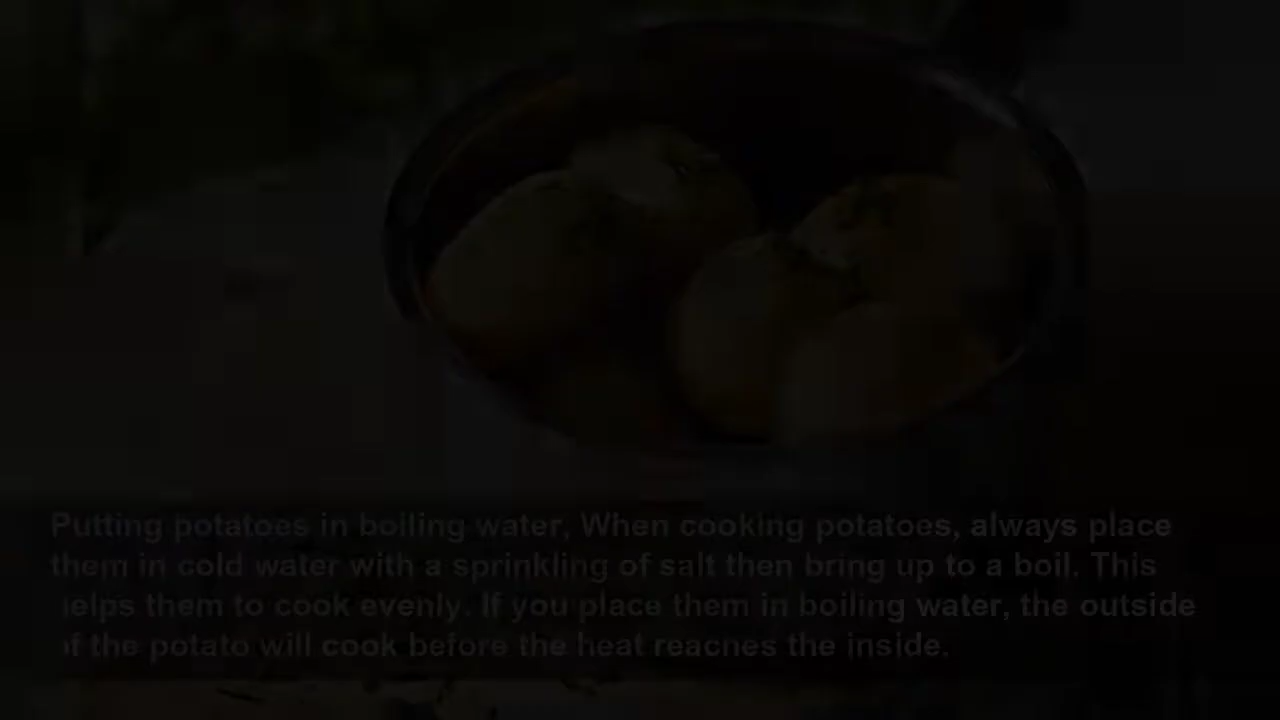 Putting potatoes in boiling water, When cooking potatoes, always place
them in cold water with a sprinkling of salt then bring up to a boil. This
helps them to cook evenly. If you place them in boiling water, the outside
of the potato will cook before the heat reaches the inside.